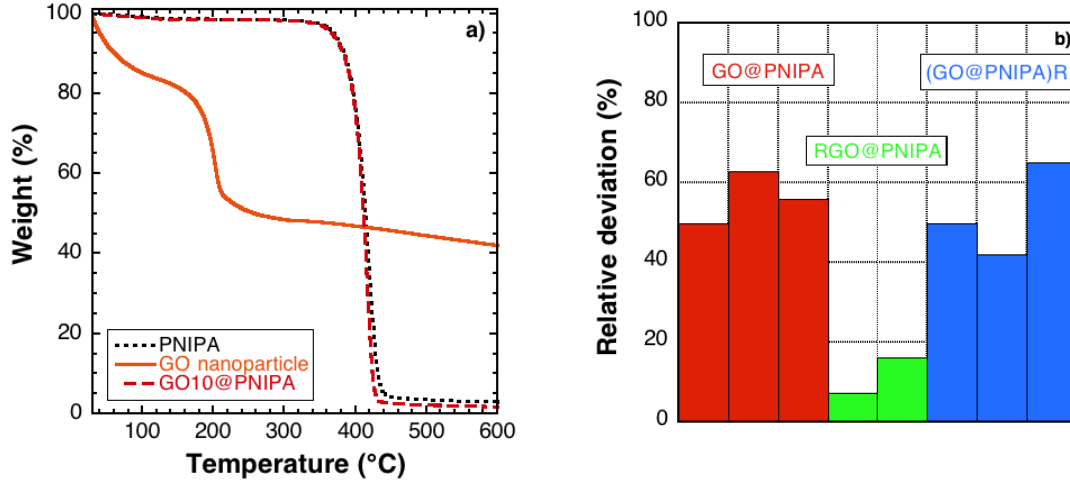 100
80
60
40
20
0
Weight (%)
a)
PNIPA
GO nanoparticle
GO10@PNIPA
100 200 300 400 500 600
Temperature (°C)
100
80
60
40
20
0
Relative deviation (%)
b)
GO@PNIPA
(GO@PNIPA)R
RGO@PNIPA